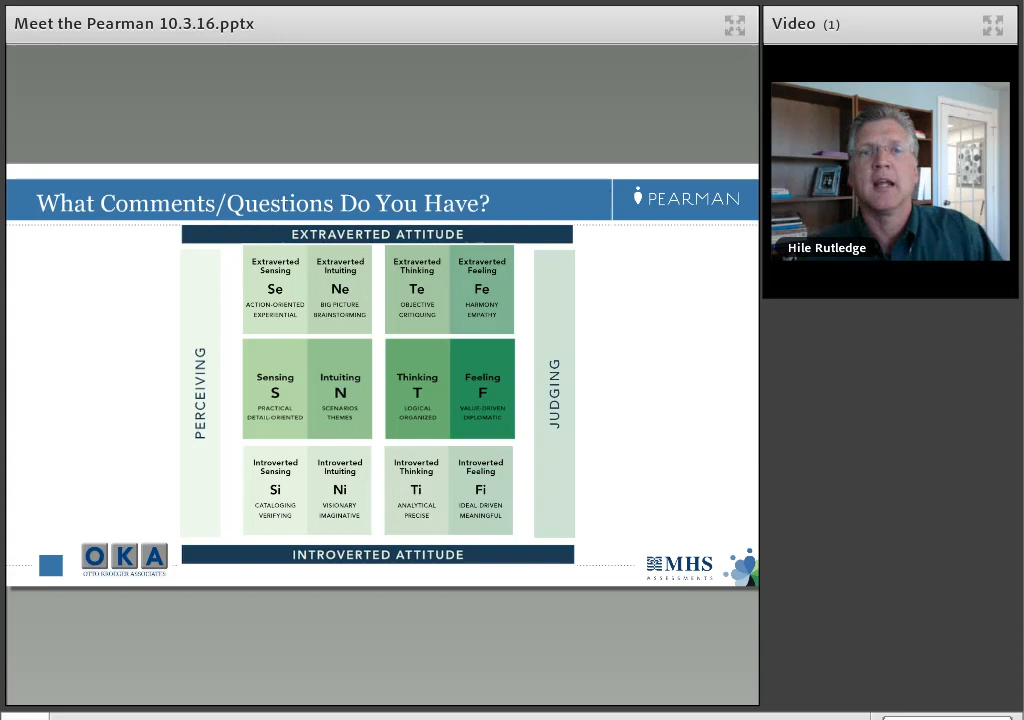 Meet the Pearman 10.3.16.pptx
Video (1)
Hile Rutledge
What Comments/Questions Do You Have?
PEARMAN
EXTRAVERTED ATTITUDE
PERCEIVING
Extraverted
Sensing
Se
ACTION-ORIENTED
EXPERIENTIAL
Extraverted
Intuiting
Ne
BIG PICTURE
BRAINSTORMING
Extraverted
Thinking
Te
OBJECTIVE
CRITIQUING
Extraverted
Feeling
Fe
HARMONY
EMPATHY
Sensing
S
PRACTICAL
DETAIL-ORIENTED
Intuiting
N
SCENARIOS
THEMES
Thinking
T
LOGICAL
ORGANIZED
Feeling
F
VALUE-DRIVEN
DIPLOMATIC
Introverted
Sensing
Si
CATALOGING
VERIFYING
Introverted
Intuiting
Ni
VISIONARY
IMAGINATIVE
Introverted
Thinking
Ti
ANALYTICAL
PRECISE
Introverted
Feeling
Fi
IDEAL DRIVEN
MEANINGFUL
JUDGING
INTROVERTED ATTITUDE
OKA
OTTO KROEGER ASSOCIATES
MHS
ASSESSMENTS